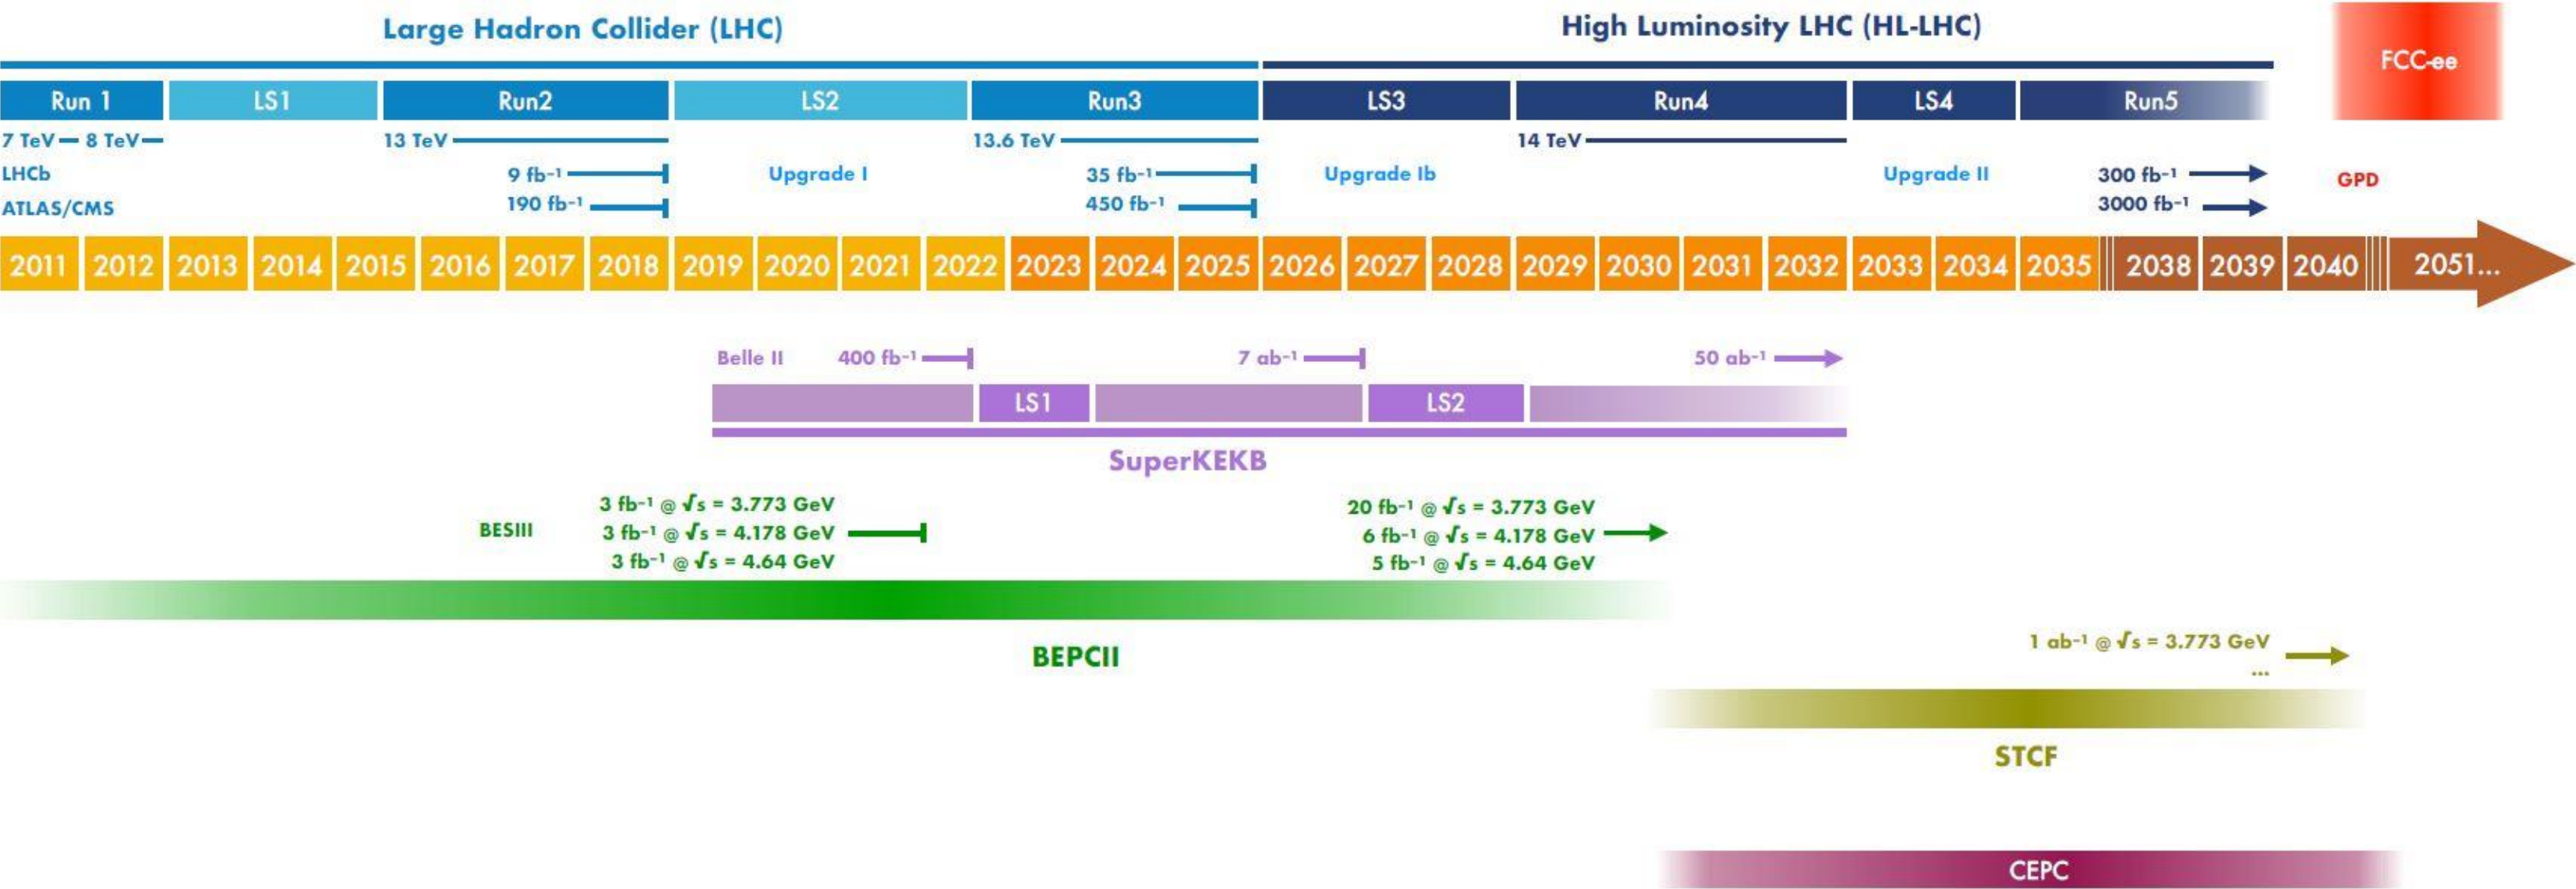 Large Hadron Collider (LHC)
High Luminosity LHC (HL-LHC)
FCC-ee
Run 1 LS1 Run2 LS2 Run3 LS3 Run4 LS4 Run5
7 TeV 8 TeV 13 TeV 13.6 TeV 14 TeV
LHCb 9 fb⁻¹ Upgrade I 35 fb⁻¹ Upgrade Ib Upgrade II 300 fb⁻¹ GPD
ATLAS/CMS 190 fb⁻¹ 450 fb⁻¹ 3000 fb⁻¹
2011 2012 2013 2014 2015 2016 2017 2018 2019 2020 2021 2022 2023 2024 2025 2026 2027 2028 2029 2030 2031 2032 2033 2034 2035 2038 2039 2040 2051...
Belle II 400 fb⁻¹ 7 ab⁻¹ 50 ab⁻¹
LS1 LS2
SuperKEKB
BESIII
3 fb⁻¹ @ √s = 3.773 GeV
3 fb⁻¹ @ √s = 4.178 GeV
3 fb⁻¹ @ √s = 4.64 GeV
20 fb⁻¹ @ √s = 3.773 GeV
6 fb⁻¹ @ √s = 4.178 GeV
5 fb⁻¹ @ √s = 4.64 GeV
BEPCII
1 ab⁻¹ @ √s = 3.773 GeV
...
STCF
CEPC